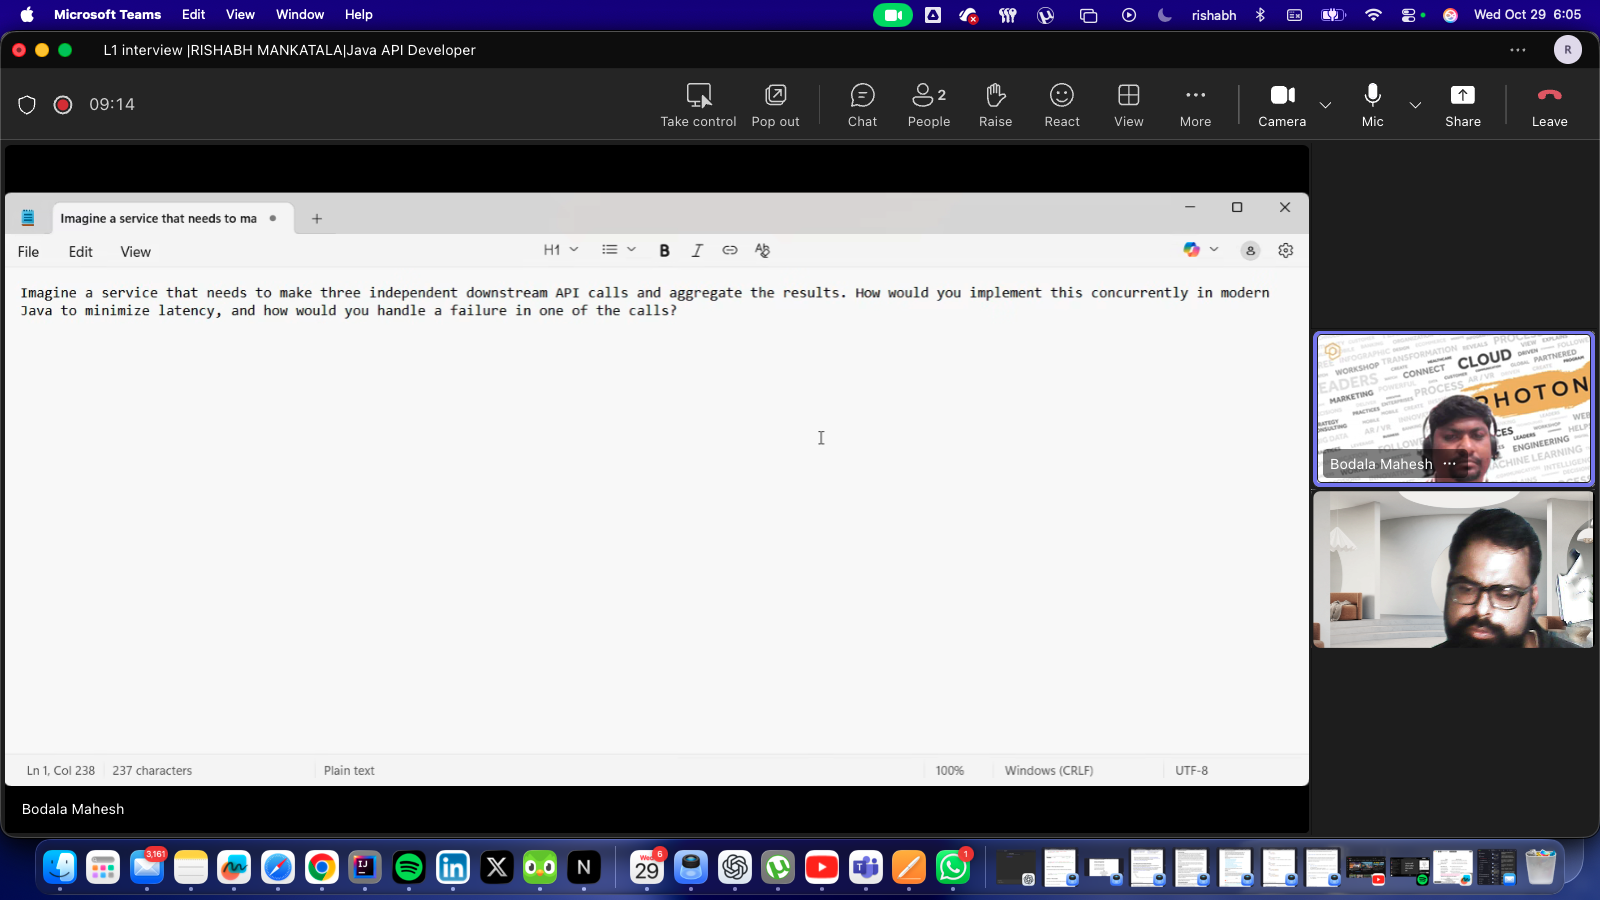 Microsoft Teams Edit View Window Help rishabh Wed Oct 29 6:05
L1 interview |RISHABH MANKATALA|Java API Developer R
09:14 Take control Pop out Chat People 2 Raise React View More Camera Mic Share Leave
Imagine a service that needs to ma
File Edit View H1 B I
Imagine a service that needs to make three independent downstream API calls and aggregate the results. How would you implement this concurrently in modern
Java to minimize latency, and how would you handle a failure in one of the calls?
CLOUD
CONNECT
WORKSHOP
TRANSFORMATION
MARKETING
PROCESS
PARTNERED
PHOTON
ENGINEERING
MACHINE LEARNING
Bodala Mahesh
Ln 1, Col 238 237 characters Plain text 100% Windows (CRLF) UTF-8
Bodala Mahesh
3,161
IJ
in
X
N
Wed
29
6
1